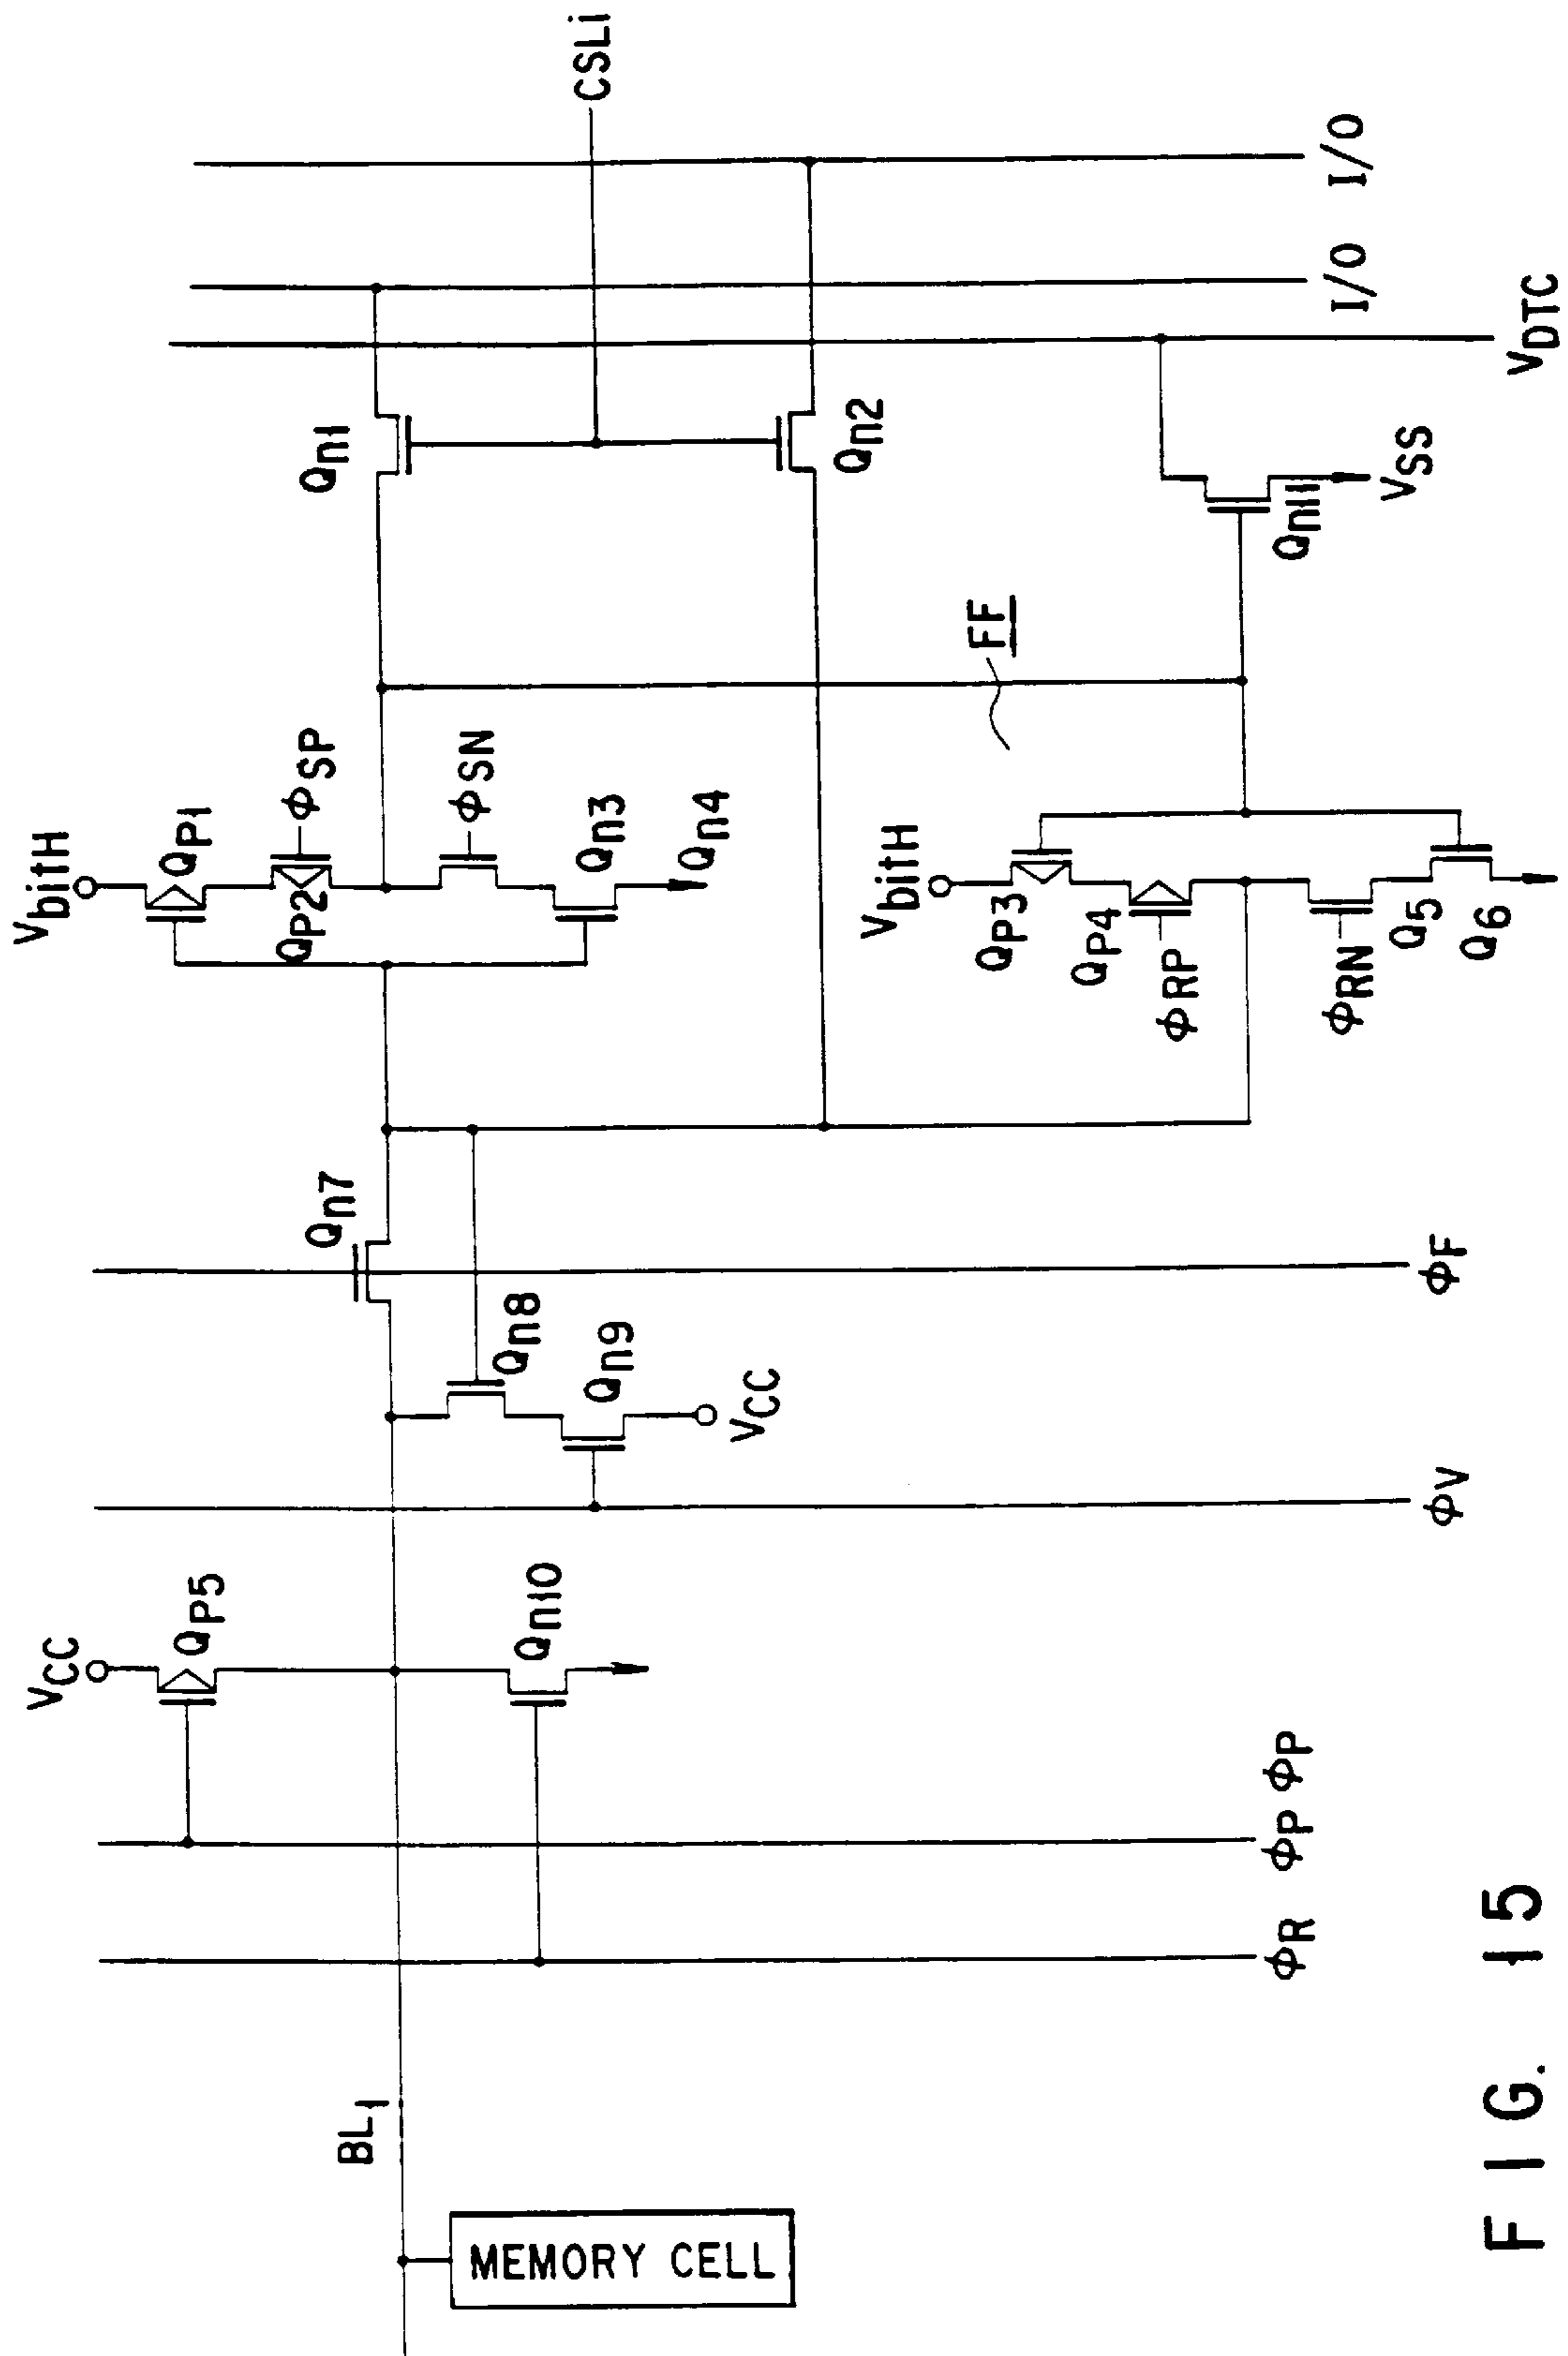 VbitH
VCC
QP1
ΦSP
QP2
ΦSN
Qn3
Qn4
Qn1
CSLi
QP5
Qn10
Qn7
Qn8
Qn9
VCC
BL1
MEMORY CELL
Qn2
FF
VbitH
QP3
QP4
ΦRP
ΦRN
Q5
Q6
Qn11
VSS
ΦR
ΦP
ΦP
ΦV
ΦF
VDTC
I/O
I/O
FIG. 15